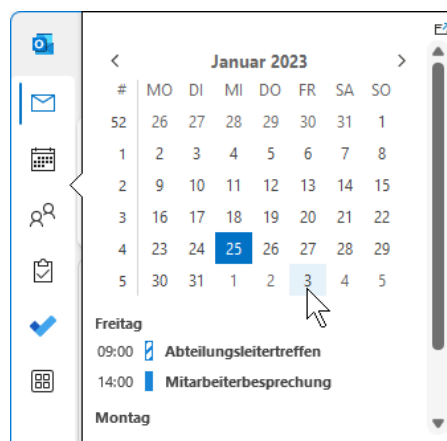 Januar 2023
# MO DI MI DO FR SA SO
52 26 27 28 29 30 31 1
1 2 3 4 5 6 7 8
2 9 10 11 12 13 14 15
3 16 17 18 19 20 21 22
4 23 24 25 26 27 28 29
5 30 31 1 2 3 4 5
Freitag
09:00 Abteilungsleitertreffen
14:00 Mitarbeiterbesprechung
Montag